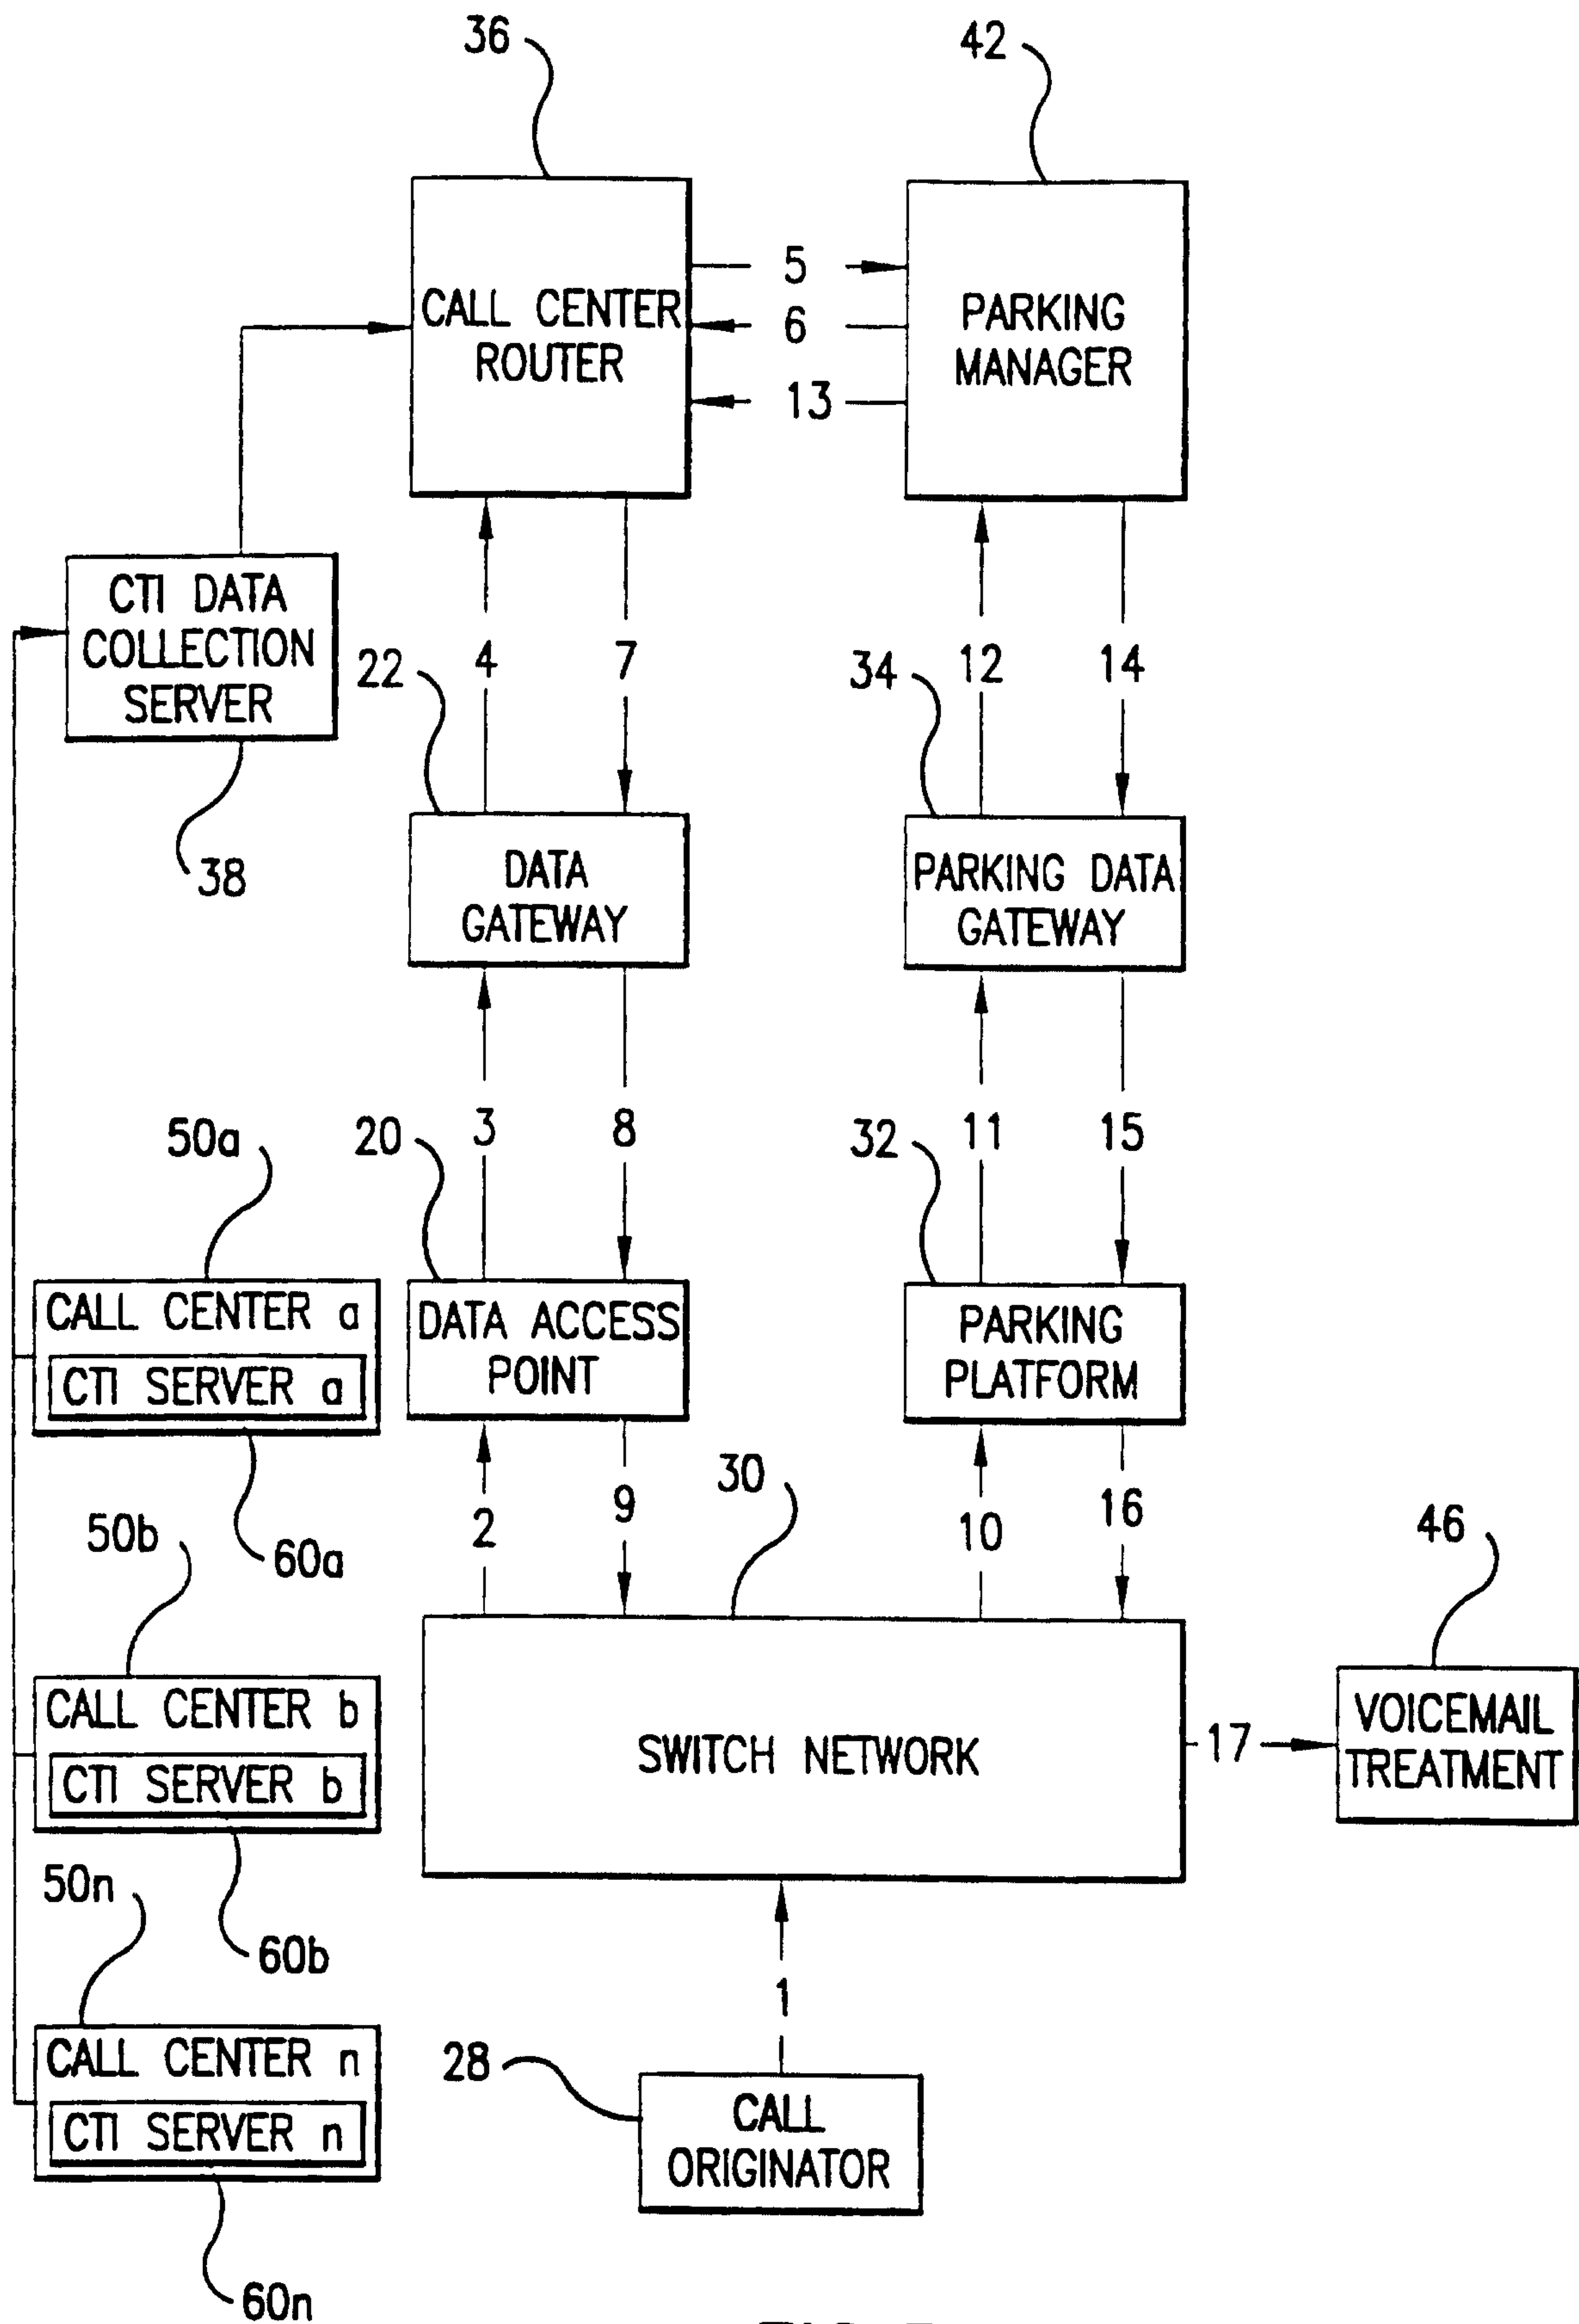 36
42
CALL CENTER
ROUTER
5
6
13
PARKING
MANAGER
CTI DATA
COLLECTION
SERVER
38
22
4
7
34
12
14
DATA
GATEWAY
PARKING DATA
GATEWAY
50a
20
3
8
32
11
15
CALL CENTER a
CTI SERVER a
60a
DATA ACCESS
POINT
PARKING
PLATFORM
2
9
30
10
16
46
50b
CALL CENTER b
CTI SERVER b
60b
SWITCH NETWORK
17
VOICEMAIL
TREATMENT
50n
CALL CENTER n
CTI SERVER n
60n
1
28
CALL
ORIGINATOR